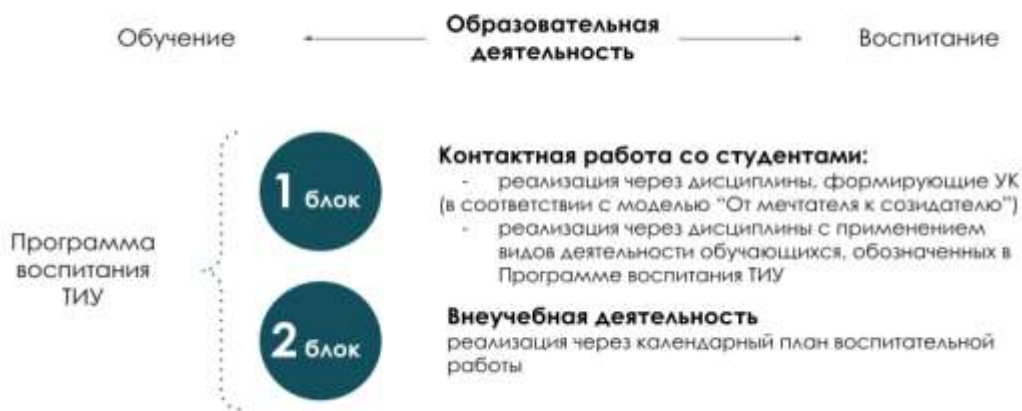 Обучение
Образовательная
деятельность
Воспитание
Программа
воспитания
ТИУ
1 блок
Контактная работа со студентами:
- реализация через дисциплины, формирующие УК
(в соответствии с моделью “От мечтателя к созидателю”)
- реализация через дисциплины с применением
видов деятельности обучающихся, обозначенных в
Программе воспитания ТИУ
2 блок
Внеучебная деятельность
реализация через календарный план воспитательной
работы